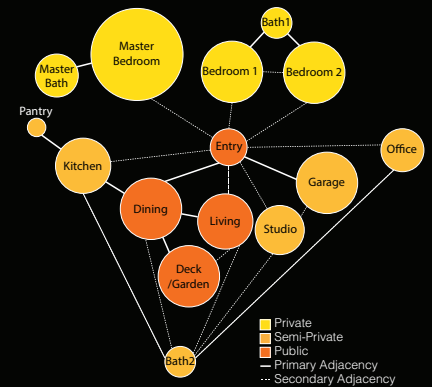 Bath1
Master
Bedroom
Master
Bath
Bedroom 1
Bedroom 2
Pantry
Entry
Office
Kitchen
Garage
Dining
Living
Studio
Deck
/Garden
Bath2
Private
Semi-Private
Public
Primary Adjacency
Secondary Adjacency